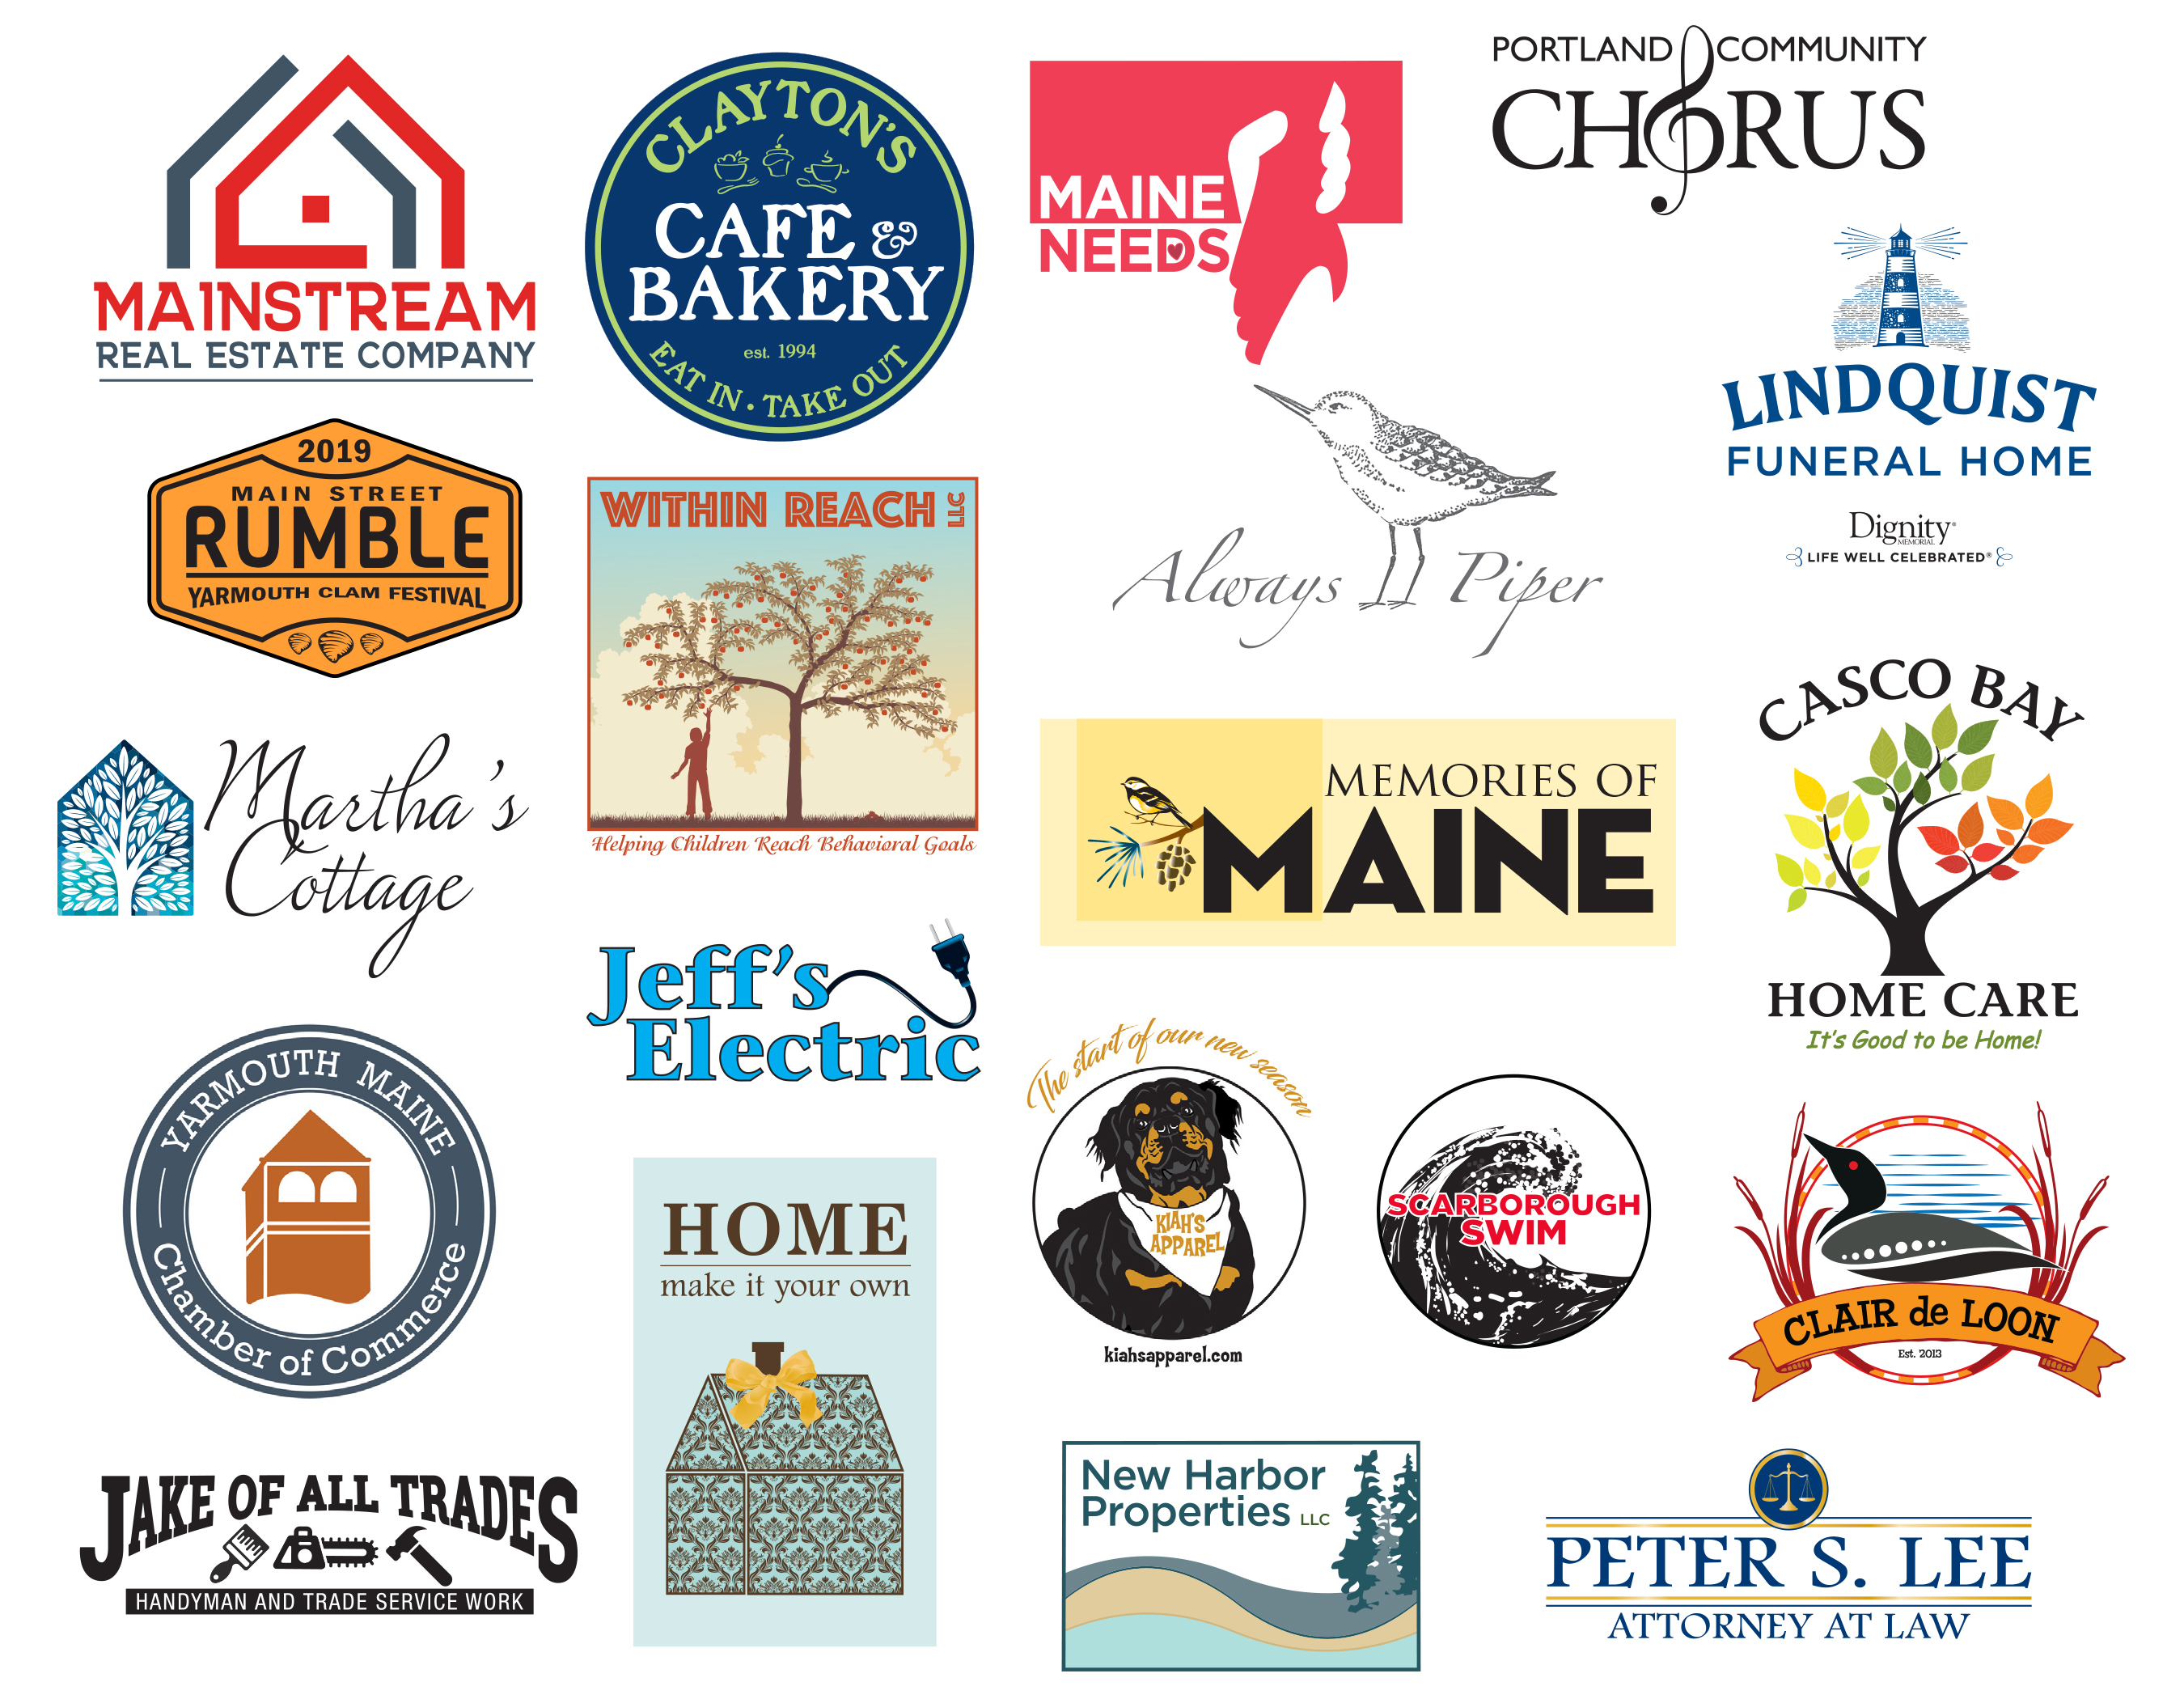 MAINSTREAM
REAL ESTATE COMPANY
2019
MAIN STREET
RUMBLE
YARMOUTH CLAM FESTIVAL
Martha's
Cottage
YARMOUTH MAINE
Chamber of Commerce
JAKE OF ALL TRADES
HANDYMAN AND TRADE SERVICE WORK
CLAYTON'S
CAFE &
BAKERY
est. 1994
EAT IN • TAKE OUT
WITHIN REACH LLC
Helping Children Reach Behavioral Goals
Jeff's
Electric
HOME
make it your own
MAINE
NEEDS
Always Piper
MEMORIES OF
MAINE
The start of our new season
KIAH'S
APPAREL
kiahsapparel.com
SCARBOROUGH
SWIM
New Harbor
Properties LLC
PORTLAND COMMUNITY
CHORUS
LINDQUIST
FUNERAL HOME
Dignity®
MEMORIAL
LIFE WELL CELEBRATED®
CASCO BAY
HOME CARE
It's Good to be Home!
CLAIR de LOON
Est. 2013
PETER S. LEE
ATTORNEY AT LAW